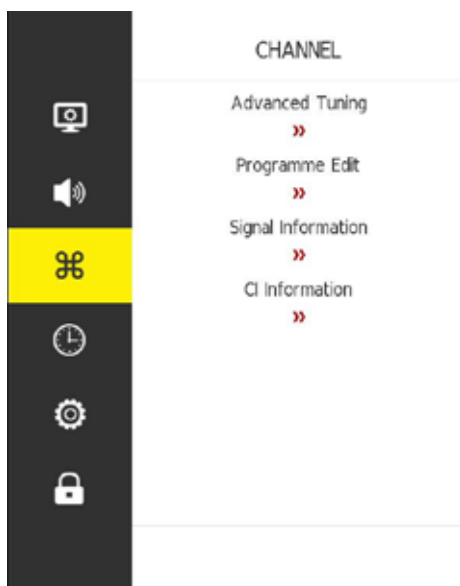 CHANNEL
Advanced Tuning
»
Programme Edit
»
Signal Information
»
CI Information
»